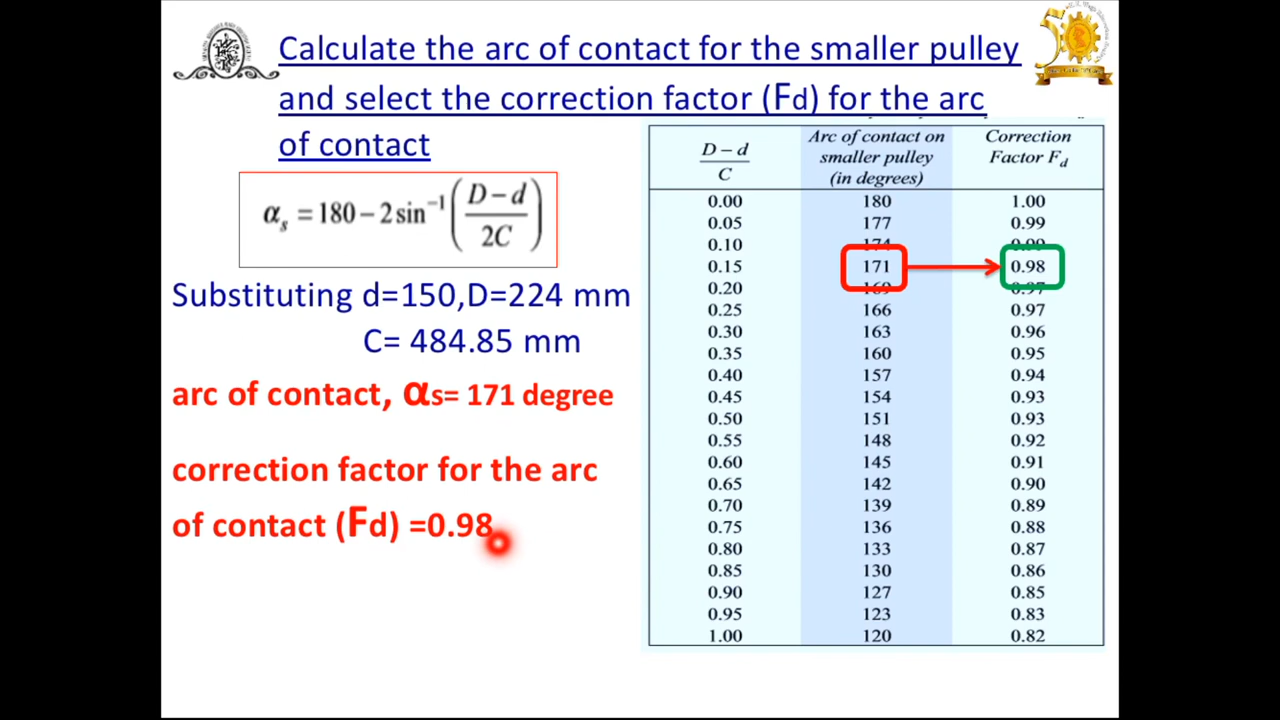 Calculate the arc of contact for the smaller pulley
and select the correction factor (Fd) for the arc
of contact
αs = 180 – 2 sin⁻¹ ((D – d) / 2C)
Substituting d=150,D=224 mm
C= 484.85 mm
arc of contact, αs= 171 degree
correction factor for the arc
of contact (Fd) =0.98
(D – d) / C | Arc of contact on smaller pulley (in degrees) | Correction Factor Fd
0.00 180 1.00
0.05 177 0.99
0.10 174 0.99
0.15 171 0.98
0.20 169 0.97
0.25 166 0.97
0.30 163 0.96
0.35 160 0.95
0.40 157 0.94
0.45 154 0.93
0.50 151 0.93
0.55 148 0.92
0.60 145 0.91
0.65 142 0.90
0.70 139 0.89
0.75 136 0.88
0.80 133 0.87
0.85 130 0.86
0.90 127 0.85
0.95 123 0.83
1.00 120 0.82